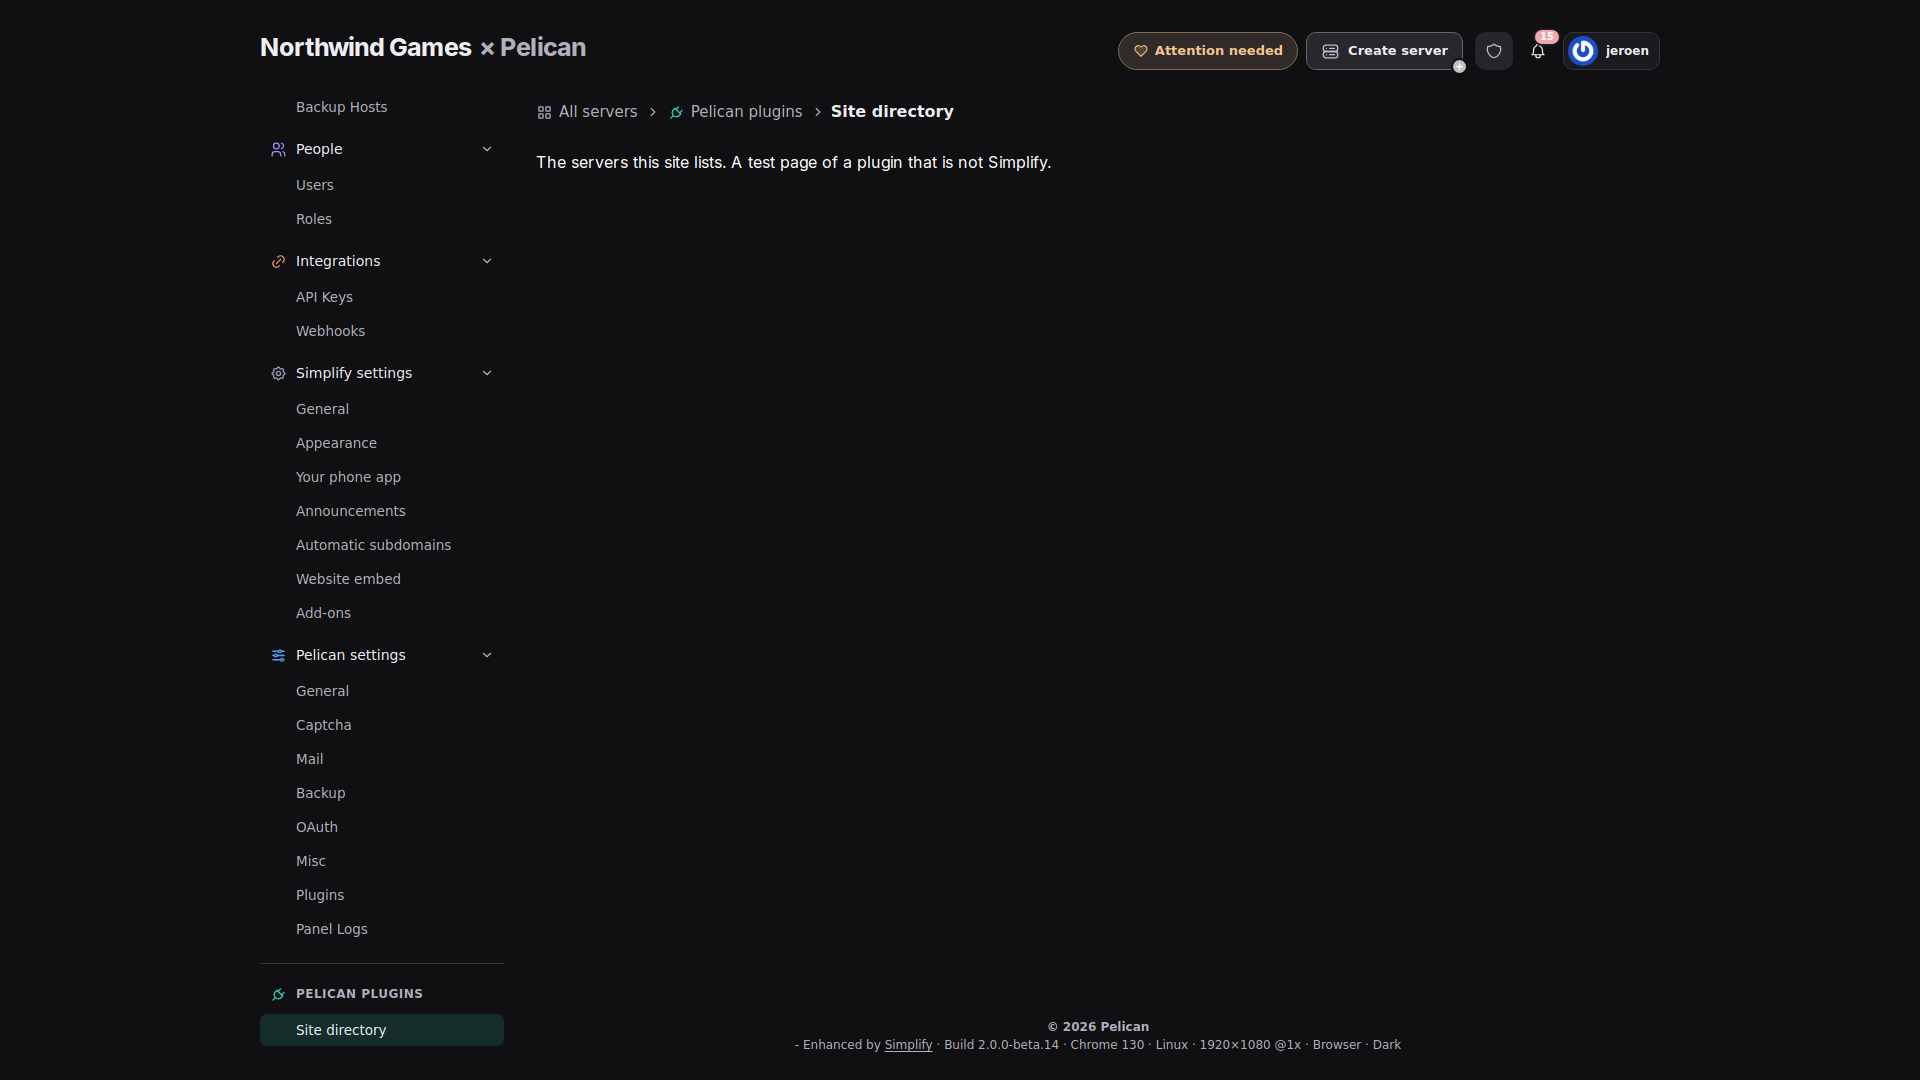 Northwind Games × Pelican
Attention needed
Create server
15
jeroen
Backup Hosts
People
Users
Roles
Integrations
API Keys
Webhooks
Simplify settings
General
Appearance
Your phone app
Announcements
Automatic subdomains
Website embed
Add-ons
Pelican settings
General
Captcha
Mail
Backup
OAuth
Misc
Plugins
Panel Logs
PELICAN PLUGINS
Site directory
All servers > Pelican plugins > Site directory
The servers this site lists. A test page of a plugin that is not Simplify.
© 2026 Pelican
- Enhanced by Simplify · Build 2.0.0-beta.14 · Chrome 130 · Linux · 1920×1080 @1x · Browser · Dark